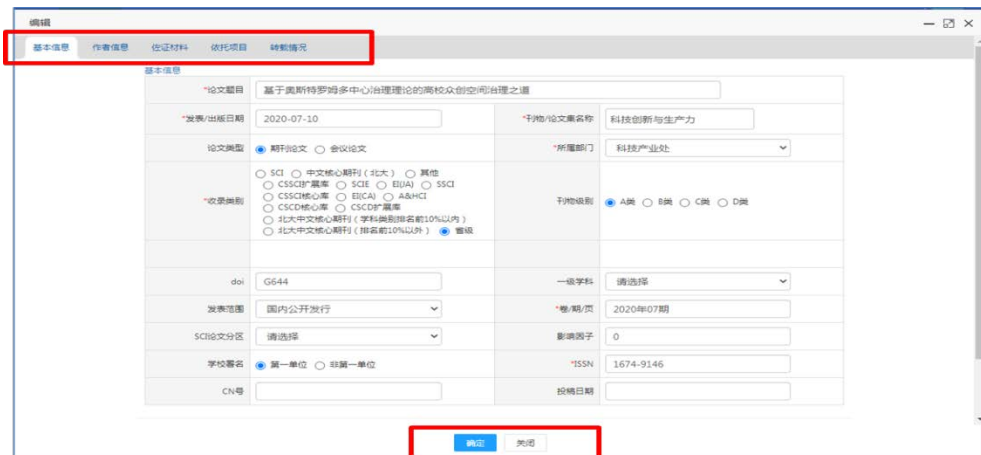 编辑
基本信息 作者信息 佐证材料 依托项目 转载情况
基本信息
*论文题目 基于奥斯特罗姆多中心治理理论的高校众创空间治理之道
*发表/出版日期 2020-07-10 *刊物/论文集名称 科技创新与生产力
论文类型 期刊论文 会议论文 *所属部门 科技产业处
SCI 中文核心期刊(北大) 其他
CSSCI扩展库 SCIE EI(JA) SSCI
*收录类别 CSSCI核心库 EI(CA) A&HCI 刊物级别 A类 B类 C类 D类
CSCD核心库 CSCD扩展库
北大中文核心期刊(学科类别排名前10%以内)
北大中文核心期刊(排名前10%以外) 省级
doi G644 一级学科 请选择
发表范围 国内公开发行 *卷/期/页 2020年07期
SCI论文分区 请选择 影响因子 0
学校署名 第一单位 非第一单位 *ISSN 1674-9146
CN号 投稿日期
确定 关闭